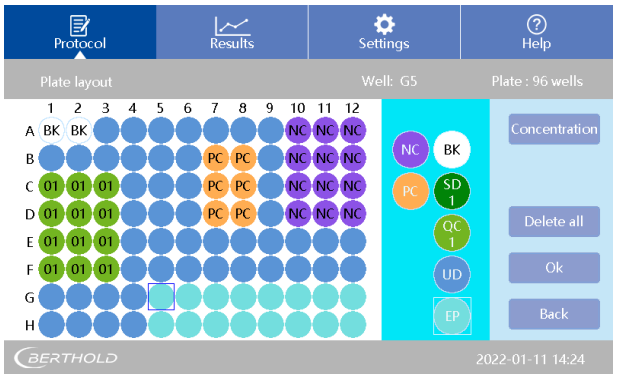 Protocol Results Settings Help
Plate layout Well: G5 Plate : 96 wells
1 2 3 4 5 6 7 8 9 10 11 12
A BK BK NC NC NC
B PC PC NC NC NC
C 01 01 01 PC PC NC NC NC
D 01 01 01 PC PC NC NC NC
E 01 01 01
F 01 01 01
G
H
NC BK
PC SD
1
QC
1
UD
EP
Concentration
Delete all
Ok
Back
BERTHOLD 2022-01-11 14:24